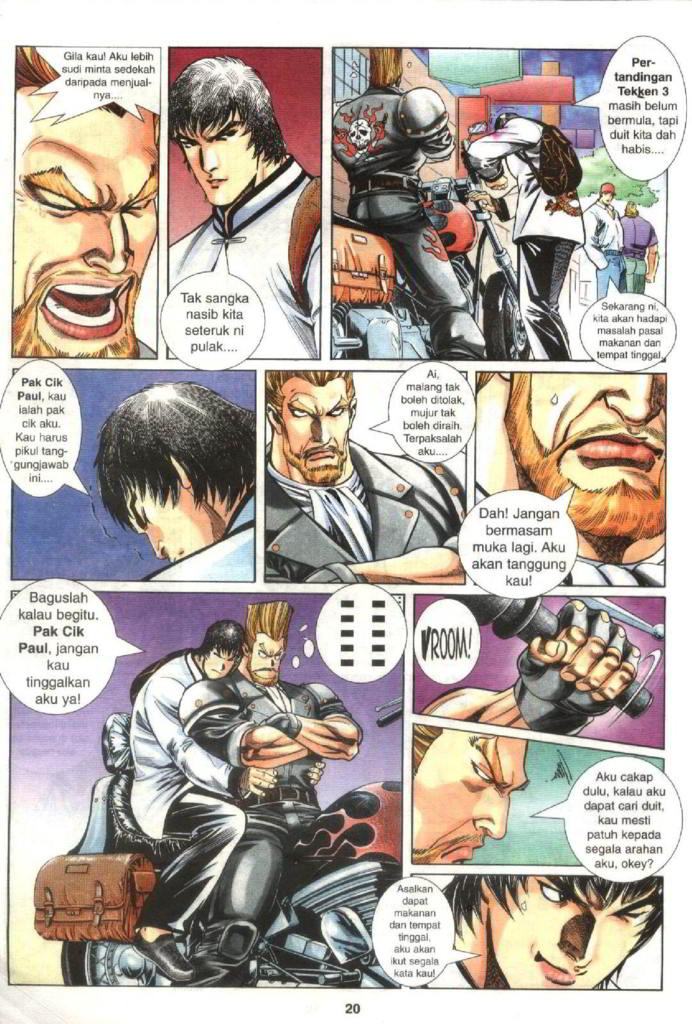 Gila kau! Aku lebih
sudi minta sedekah
daripada menjual-
nya....
Tak sangka
nasib kita
seteruk ni
pulak....
Per-
tandingan
Tekken 3
masih belum
bermula, tapi
duit kita dah
habis....
Sekarang ni,
kita akan hadapi
masalah pasal
makanan dan
tempat tinggal,
Pak Cik
Paul, kau
ialah pak
cik aku.
Kau harus
pikul tang-
gungjawab
ini....
Ai,
malang tak
boleh ditolak,
mujur tak
boleh diraih.
Terpaksalah
aku....
Dah! Jangan
bermasam
muka lagi. Aku
akan tanggung
kau!
Baguslah
kalau begitu.
Pak Cik
Paul, jangan
kau
tinggalkan
aku ya!
VROOM!
Aku cakap
dulu, kalau aku
dapat cari duit,
kau mesti
patuh kepada
segala arahan
aku, okey?
Asalkan
dapat
makanan
dan tempat
tinggal,
aku akan
ikut segala
kata kau!
20